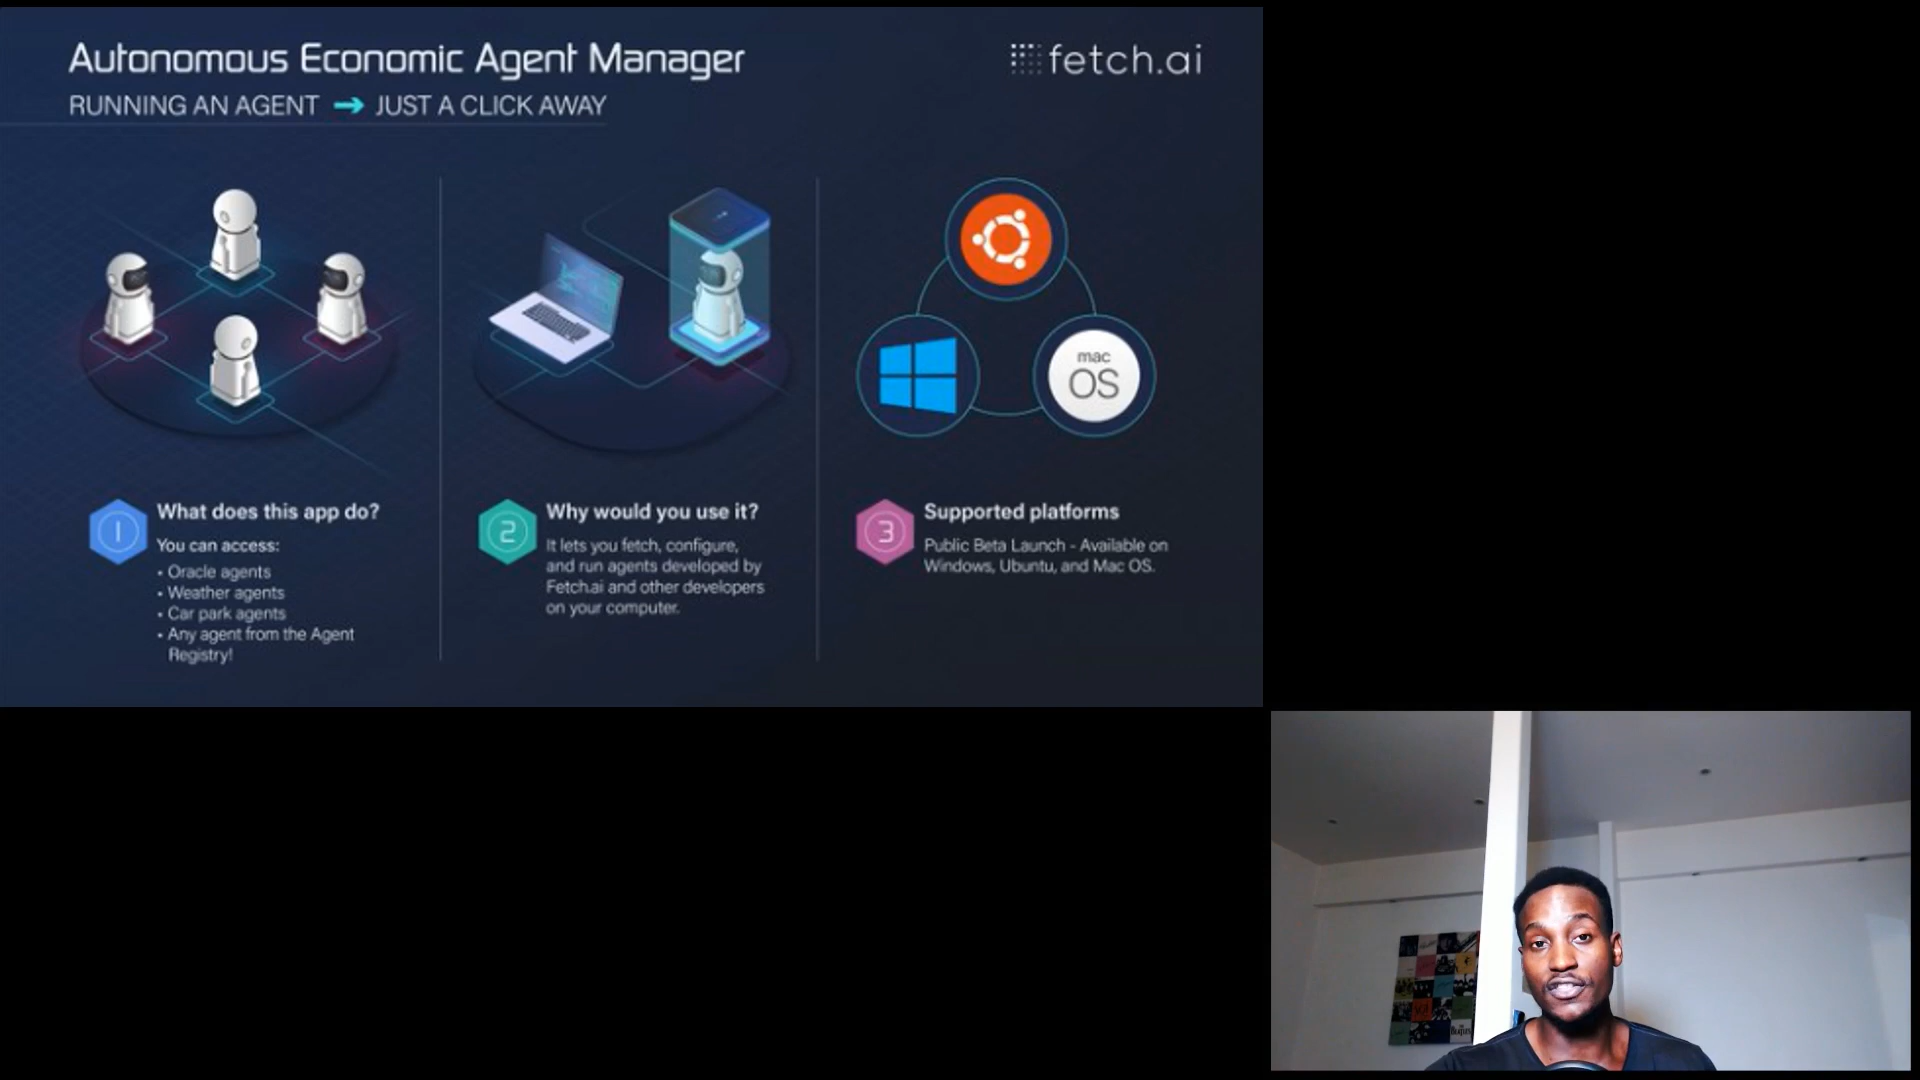 Autonomous Economic Agent Manager
fetch.ai
RUNNING AN AGENT ➔ JUST A CLICK AWAY
mac
OS
1
What does this app do?
You can access:
• Oracle agents
• Weather agents
• Car park agents
• Any agent from the Agent
Registry!
2
Why would you use it?
It lets you fetch, configure,
and run agents developed by
Fetch.ai and other developers
on your computer.
3
Supported platforms
Public Beta Launch - Available on
Windows, Ubuntu, and Mac OS.